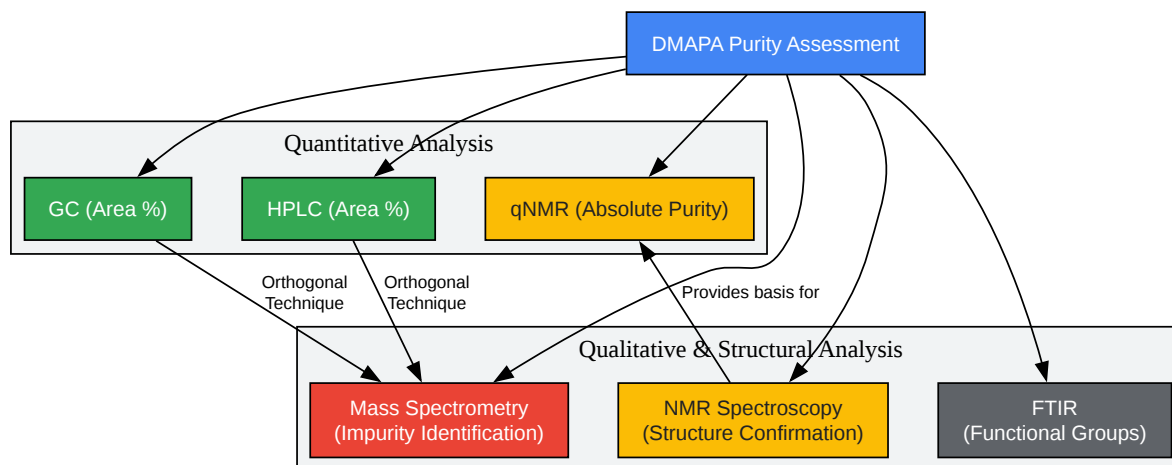 DMAPA Purity Assessment
Quantitative Analysis
GC (Area %)
HPLC (Area %)
qNMR (Absolute Purity)
Orthogonal
Technique
Orthogonal
Technique
Provides basis for
Qualitative & Structural Analysis
Mass Spectrometry
(Impurity Identification)
NMR Spectroscopy
(Structure Confirmation)
FTIR
(Functional Groups)